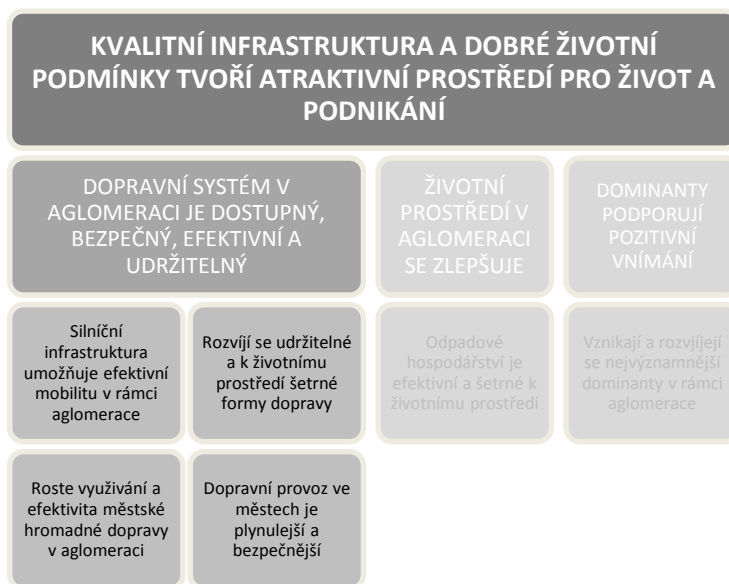 KVALITNÍ INFRASTRUKTURA A DOBRÉ ŽIVOTNÍ
PODMÍNKY TVOŘÍ ATRAKTIVNÍ PROSTŘEDÍ PRO ŽIVOT A
PODNIKÁNÍ
DOPRAVNÍ SYSTÉM V
AGLOMERACI JE DOSTUPNÝ,
BEZPEČNÝ, EFEKTIVNÍ A
UDRŽITELNÝ
ŽIVOTNÍ
PROSTŘEDÍ V
AGLOMERACI
SE ZLEPŠUJE
DOMINANTY
PODPORUJÍ
POZITIVNÍ
VNÍMÁNÍ
Silniční
infrastruktura
umožňuje efektivní
mobilitu v rámci
aglomerace
Rozvíjí se udržitelné
a k životnímu
prostředí šetrné
formy dopravy
Odpadové
hospodářství je
efektivní a šetrné k
životnímu prostředí
Vznikají a rozvjíjejí
se nejvýznamnější
dominanty v rámci
aglomerace
Roste využivání a
efektivita městské
hromadné dopravy
v aglomeraci
Dopravní provoz ve
městech je
plynulejší a
bezpečnější